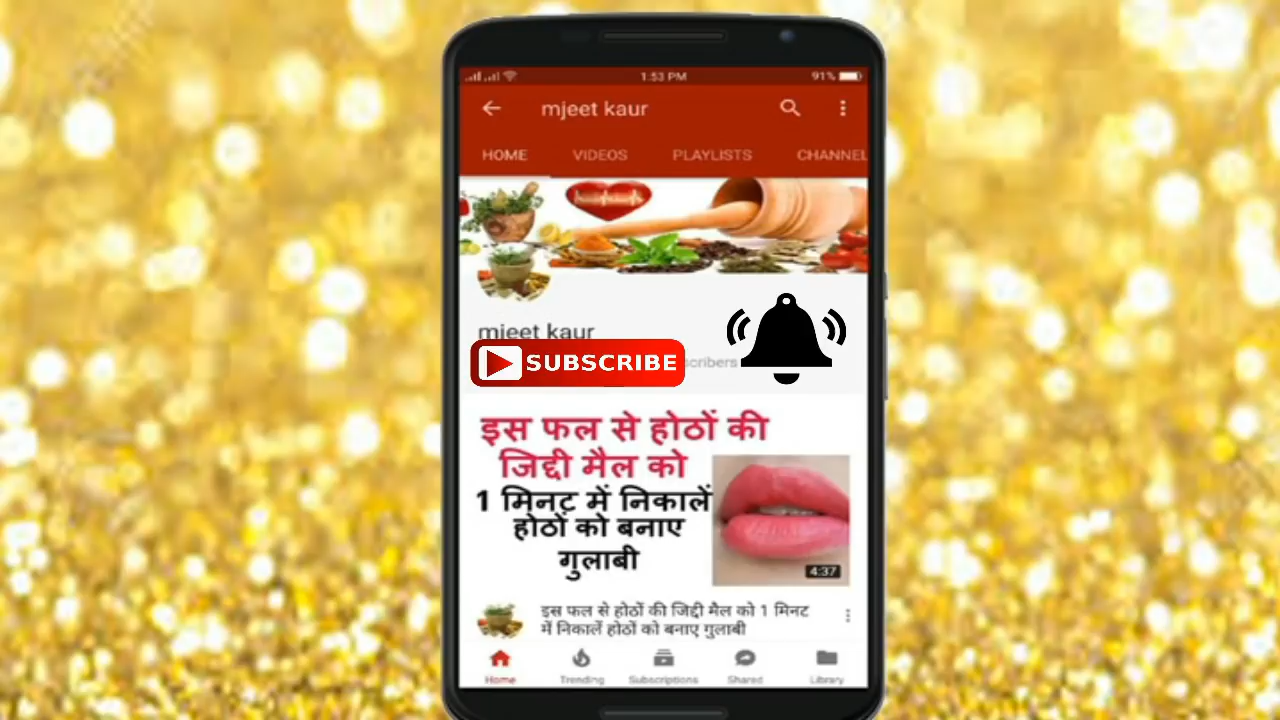 1:53 PM 91%
mjeet kaur
HOME VIDEOS PLAYLISTS CHANNEL
mjeet kaur
SUBSCRIBE scribers
इस फल से होठों की
जिद्दी मैल को
1 मिनट में निकालें
होठों को बनाए
गुलाबी
4:37
इस फल से होठों की जिद्दी मैल को 1 मिनट
में निकालें होठों को बनाए गुलाबी
Home Trending Subscriptions Shared Library